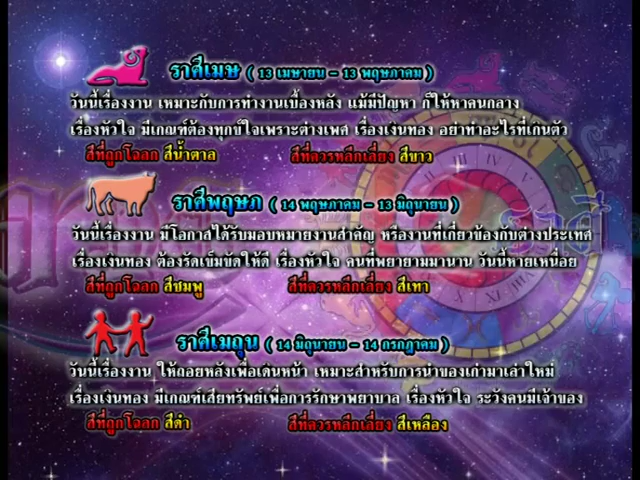 ราศีเมษ ( 13 เมษายน - 13 พฤษภาคม )
วันนี้เรื่องงาน เหมาะกับการทำงานเบื้องหลัง แม้มีปัญหา ก็ให้หาคนกลาง
เรื่องหัวใจ มีเกณฑ์ต้องทุกข์ใจเพราะต่างเพศ เรื่องเงินทอง อย่าทำอะไรที่เกินตัว
สีที่ถูกโฉลก สีน้ำตาล สีที่ควรหลีกเลี่ยง สีขาว
ราศีพฤษภ ( 14 พฤษภาคม - 13 มิถุนายน )
วันนี้เรื่องงาน มีโอกาสได้รับมอบหมายงานสำคัญ หรืองานที่เกี่ยวข้องกับต่างประเทศ
เรื่องเงินทอง ต้องรัดเข็มขัดให้ดี เรื่องหัวใจ คนที่พยายามมานาน วันนี้หายเหนื่อย
สีที่ถูกโฉลก สีชมพู สีที่ควรหลีกเลี่ยง สีเทา
ราศีเมถุน ( 14 มิถุนายน - 14 กรกฎาคม )
วันนี้เรื่องงาน ให้ถอยหลังเพื่อเดินหน้า เหมาะสำหรับการนำของเก่ามาเล่าใหม่
เรื่องเงินทอง มีเกณฑ์เสียทรัพย์เพื่อการรักษาพยาบาล เรื่องหัวใจ ระวังคนมีเจ้าของ
สีที่ถูกโฉลก สีดำ สีที่ควรหลีกเลี่ยง สีเหลือง